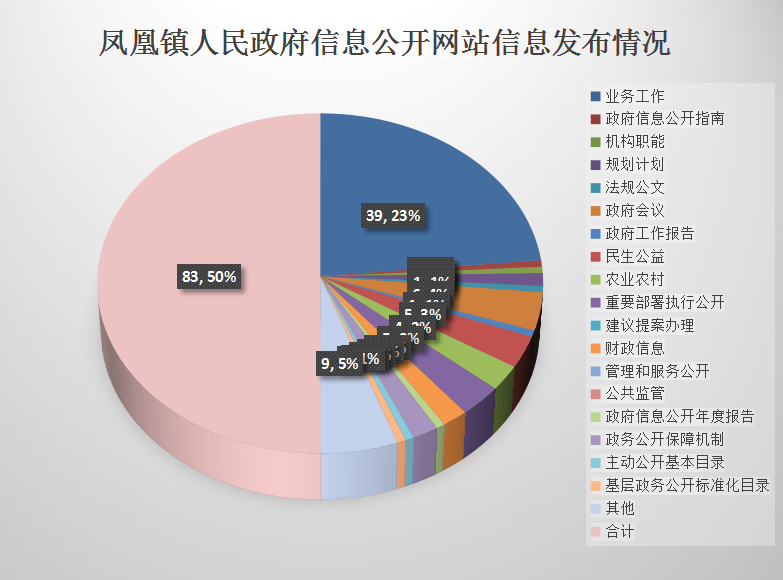 凤凰镇人民政府信息公开网站信息发布情况
39, 23%
83, 50%
5, 3%
9, 5%
业务工作
政府信息公开指南
机构职能
规划计划
法规公文
政府会议
政府工作报告
民生公益
农业农村
重要部署执行公开
建议提案办理
财政信息
管理和服务公开
公共监管
政府信息公开年度报告
政务公开保障机制
主动公开基本目录
基层政务公开标准化目录
其他
合计